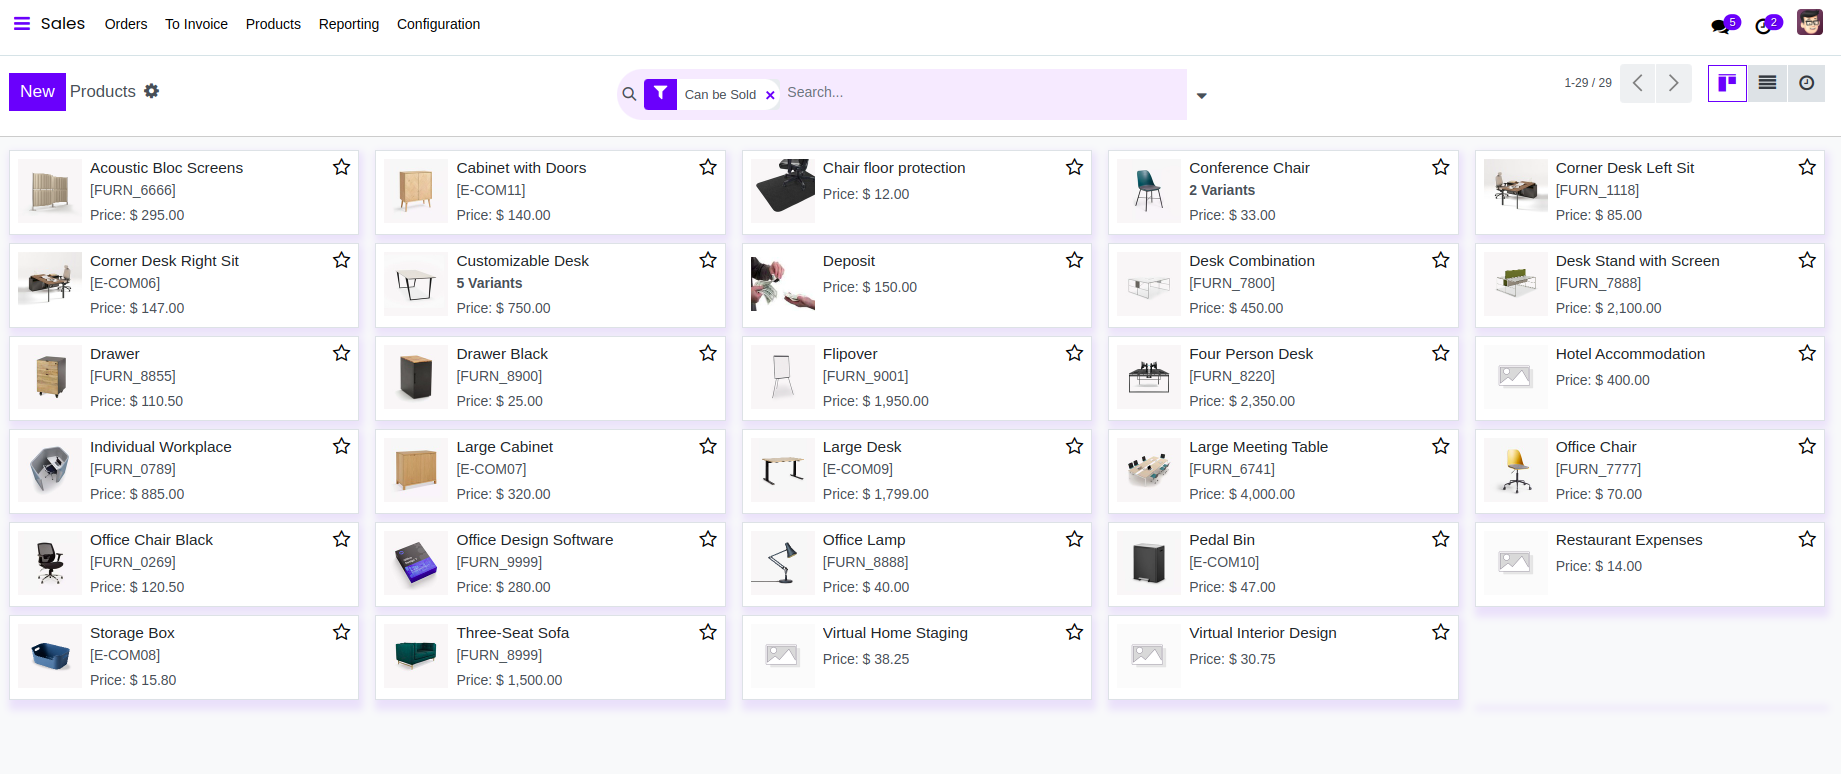 Sales Orders To Invoice Products Reporting Configuration 5 2
New Products Can be Sold × Search... 1-29 / 29
Acoustic Bloc Screens
[FURN_6666]
Price: $ 295.00
Cabinet with Doors
[E-COM11]
Price: $ 140.00
Chair floor protection
Price: $ 12.00
Conference Chair
2 Variants
Price: $ 33.00
Corner Desk Left Sit
[FURN_1118]
Price: $ 85.00
Corner Desk Right Sit
[E-COM06]
Price: $ 147.00
Customizable Desk
5 Variants
Price: $ 750.00
Deposit
Price: $ 150.00
Desk Combination
[FURN_7800]
Price: $ 450.00
Desk Stand with Screen
[FURN_7888]
Price: $ 2,100.00
Drawer
[FURN_8855]
Price: $ 110.50
Drawer Black
[FURN_8900]
Price: $ 25.00
Flipover
[FURN_9001]
Price: $ 1,950.00
Four Person Desk
[FURN_8220]
Price: $ 2,350.00
Hotel Accommodation
Price: $ 400.00
Individual Workplace
[FURN_0789]
Price: $ 885.00
Large Cabinet
[E-COM07]
Price: $ 320.00
Large Desk
[E-COM09]
Price: $ 1,799.00
Large Meeting Table
[FURN_6741]
Price: $ 4,000.00
Office Chair
[FURN_7777]
Price: $ 70.00
Office Chair Black
[FURN_0269]
Price: $ 120.50
Office Design Software
[FURN_9999]
Price: $ 280.00
Office Lamp
[FURN_8888]
Price: $ 40.00
Pedal Bin
[E-COM10]
Price: $ 47.00
Restaurant Expenses
Price: $ 14.00
Storage Box
[E-COM08]
Price: $ 15.80
Three-Seat Sofa
[FURN_8999]
Price: $ 1,500.00
Virtual Home Staging
Price: $ 38.25
Virtual Interior Design
Price: $ 30.75